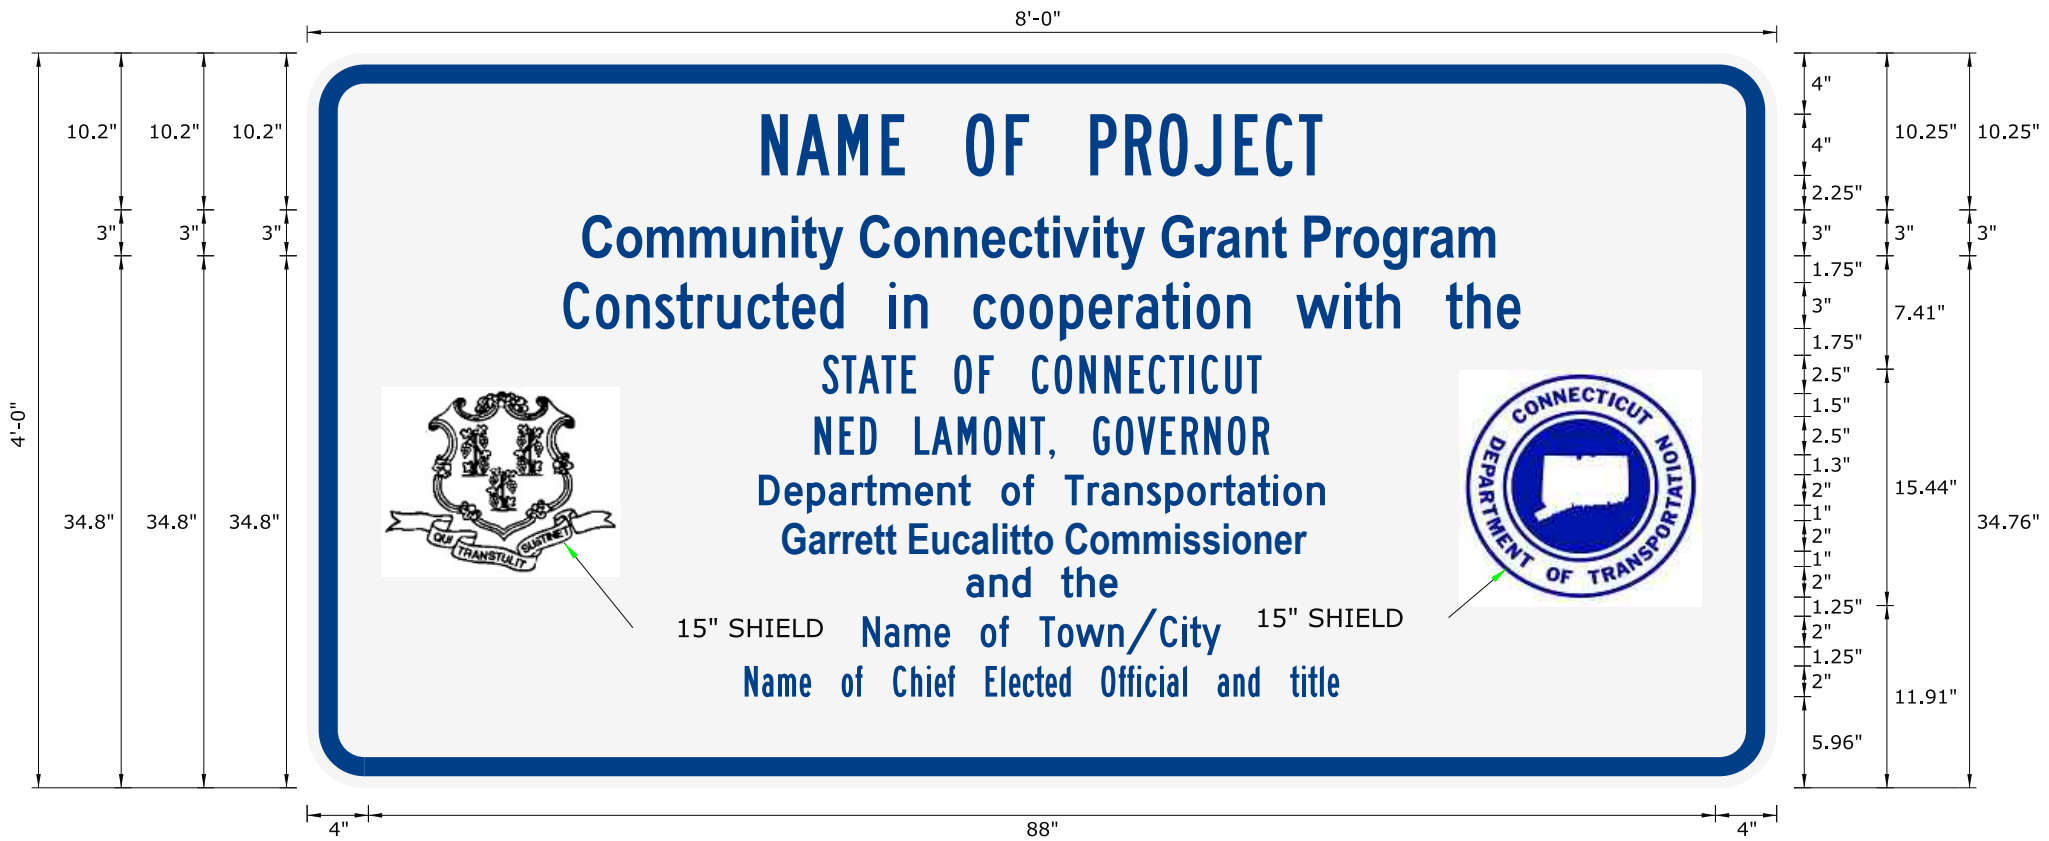 8'-0"
NAME OF PROJECT
Community Connectivity Grant Program
Constructed in cooperation with the
STATE OF CONNECTICUT
NED LAMONT, GOVERNOR
Department of Transportation
Garrett Eucalitto Commissioner
and the
Name of Town/City
Name of Chief Elected Official and title
QUI TRANSTULIT SUSTINET
15" SHIELD
CONNECTICUT
DEPARTMENT OF TRANSPORTATION
15" SHIELD
4'-0"
10.2" 10.2" 10.2"
3" 3" 3"
34.8" 34.8" 34.8"
4"
4"
2.25"
3"
1.75"
3"
1.75"
2.5"
1.5"
2.5"
1.3"
2"
1"
2"
1"
2"
1.25"
2"
1.25"
2"
5.96"
10.25"
3"
7.41"
15.44"
11.91"
10.25"
3"
34.76"
4" 88" 4"